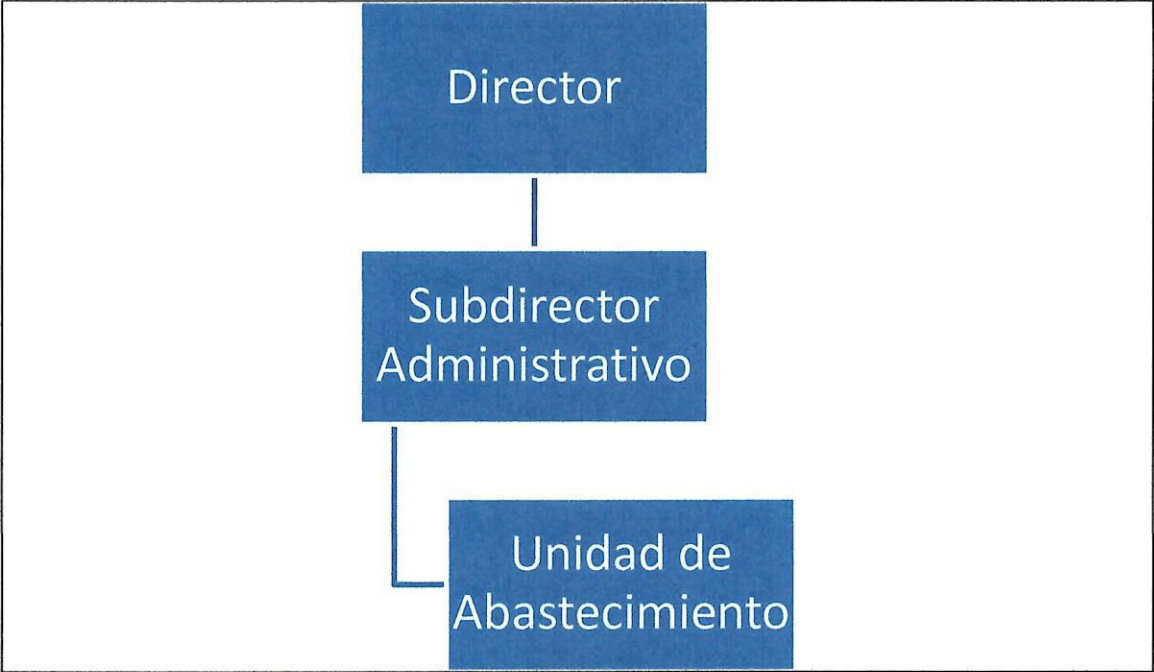 Director
Subdirector
Administrativo
Unidad de
Abastecimiento